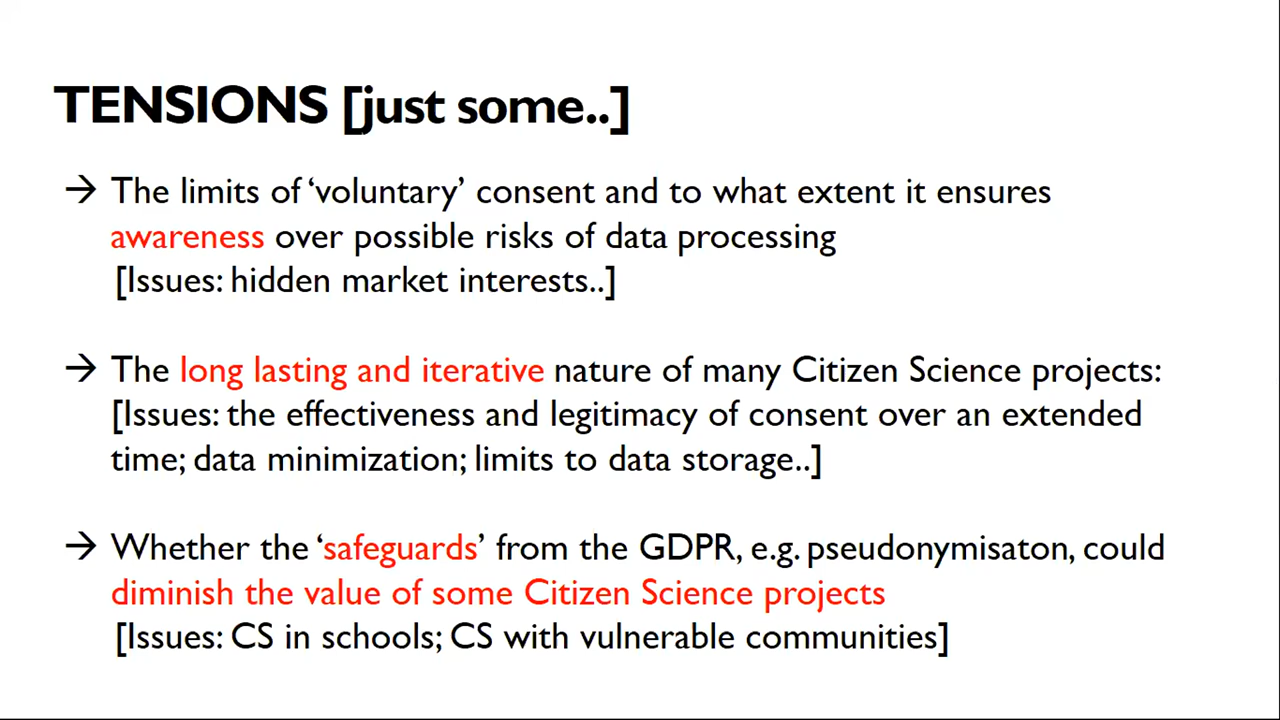 TENSIONS [just some..]
→ The limits of ‘voluntary’ consent and to what extent it ensures
awareness over possible risks of data processing
[Issues: hidden market interests..]
→ The long lasting and iterative nature of many Citizen Science projects:
[Issues: the effectiveness and legitimacy of consent over an extended
time; data minimization; limits to data storage..]
→ Whether the ‘safeguards’ from the GDPR, e.g. pseudonymisaton, could
diminish the value of some Citizen Science projects
[Issues: CS in schools; CS with vulnerable communities]